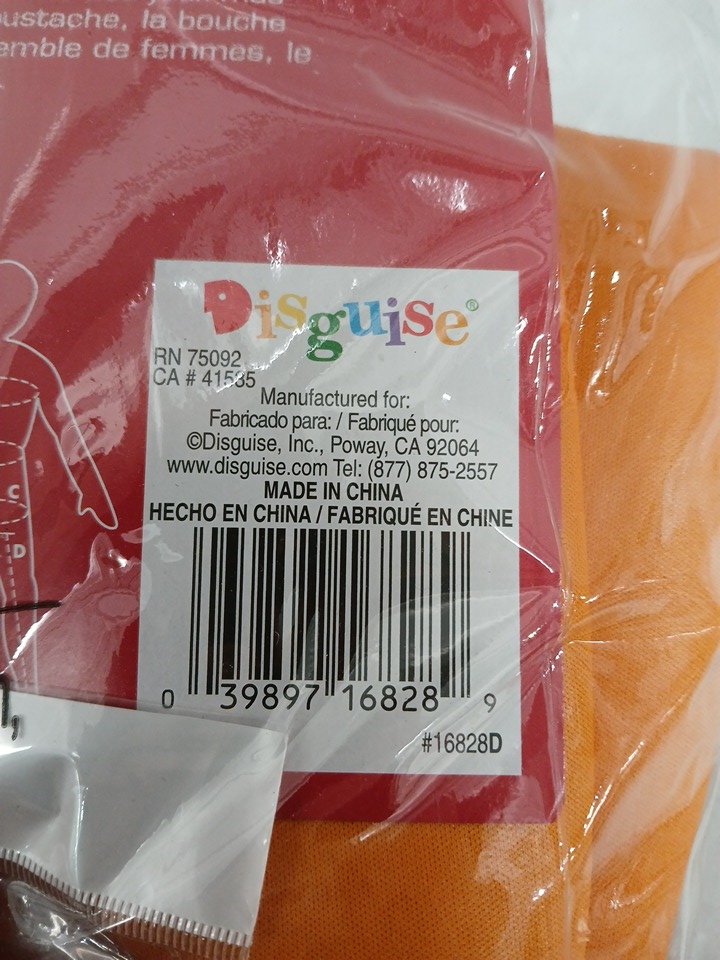 la bouche
de femmes, le
C
D
Disguise®
RN 75092
CA # 41535
Manufactured for:
Fabricado para: / Fabriqué pour:
©Disguise, Inc., Poway, CA 92064
www.disguise.com Tel: (877) 875-2557
MADE IN CHINA
HECHO EN CHINA / FABRIQUÉ EN CHINE
0 39897 16828 9
#16828D